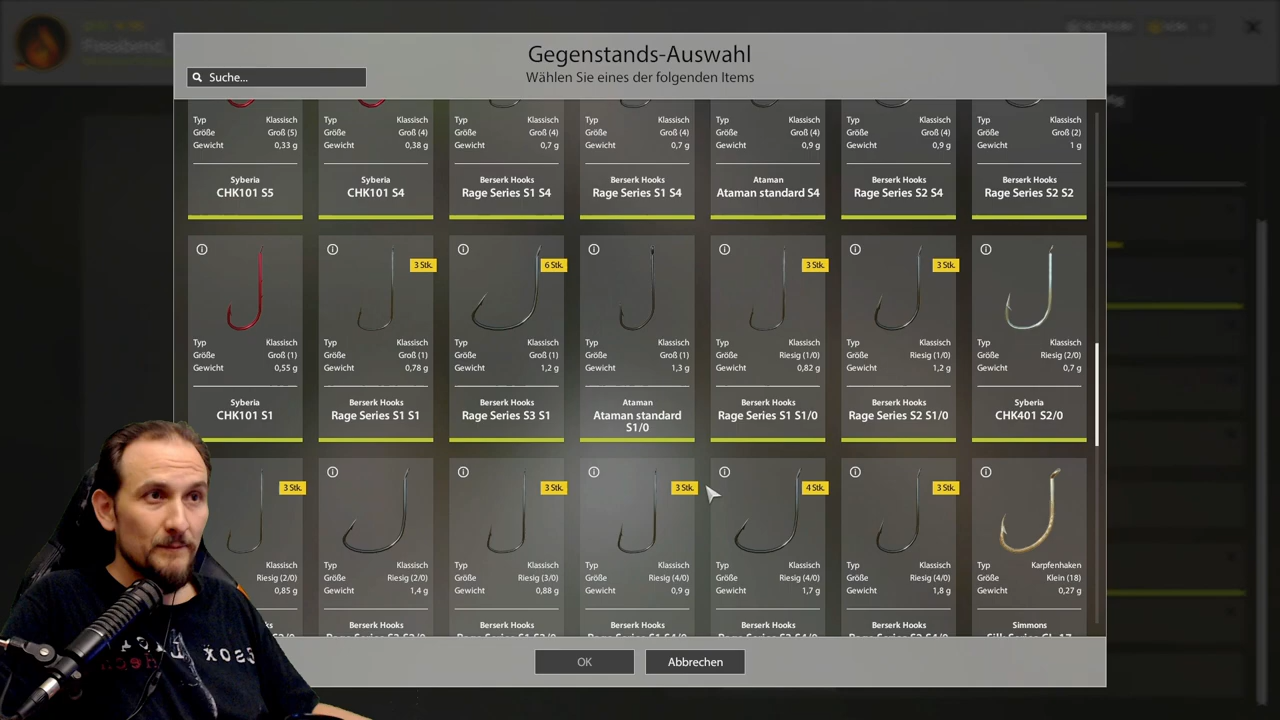 Gegenstands-Auswahl
Suche...
Wählen Sie eines der folgenden Items
Typ Klassisch
Größe Groß (5)
Gewicht 0,33 g
Syberia
CHK101 S5
Typ Klassisch
Größe Groß (4)
Gewicht 0,38 g
Syberia
CHK101 S4
Typ Klassisch
Größe Groß (4)
Gewicht 0,7 g
Berserk Hooks
Rage Series S1 S4
Typ Klassisch
Größe Groß (4)
Gewicht 0,7 g
Berserk Hooks
Rage Series S1 S4
Typ Klassisch
Größe Groß (4)
Gewicht 0,9 g
Ataman
Ataman standard S4
Typ Klassisch
Größe Groß (4)
Gewicht 0,9 g
Berserk Hooks
Rage Series S2 S4
Typ Klassisch
Größe Groß (2)
Gewicht 1 g
Berserk Hooks
Rage Series S2 S2
Typ Klassisch
Größe Groß (1)
Gewicht 0,55 g
Syberia
CHK101 S1
3 Stk.
Typ Klassisch
Größe Groß (1)
Gewicht 0,78 g
Berserk Hooks
Rage Series S1 S1
6 Stk.
Typ Klassisch
Größe Groß (1)
Gewicht 1,2 g
Berserk Hooks
Rage Series S3 S1
Typ Klassisch
Größe Groß (1)
Gewicht 1,3 g
Ataman
Ataman standard
S1/0
3 Stk.
Typ Klassisch
Größe Riesig (1/0)
Gewicht 0,82 g
Berserk Hooks
Rage Series S1 S1/0
3 Stk.
Typ Klassisch
Größe Riesig (1/0)
Gewicht 1,2 g
Berserk Hooks
Rage Series S2 S1/0
Typ Klassisch
Größe Riesig (2/0)
Gewicht 0,7 g
Syberia
CHK401 S2/0
3 Stk.
Klassisch
Riesig (2/0)
0,85 g
Typ Klassisch
Größe Riesig (2/0)
Gewicht 1,4 g
Berserk Hooks
3 Stk.
Typ Klassisch
Größe Riesig (3/0)
Gewicht 0,88 g
Berserk Hooks
3 Stk.
Typ Klassisch
Größe Riesig (4/0)
Gewicht 0,9 g
Berserk Hooks
4 Stk.
Typ Klassisch
Größe Riesig (4/0)
Gewicht 1,7 g
Berserk Hooks
3 Stk.
Typ Klassisch
Größe Riesig (4/0)
Gewicht 1,8 g
Berserk Hooks
Typ Karpfenhaken
Größe Klein (18)
Gewicht 0,27 g
Simmons
OK
Abbrechen